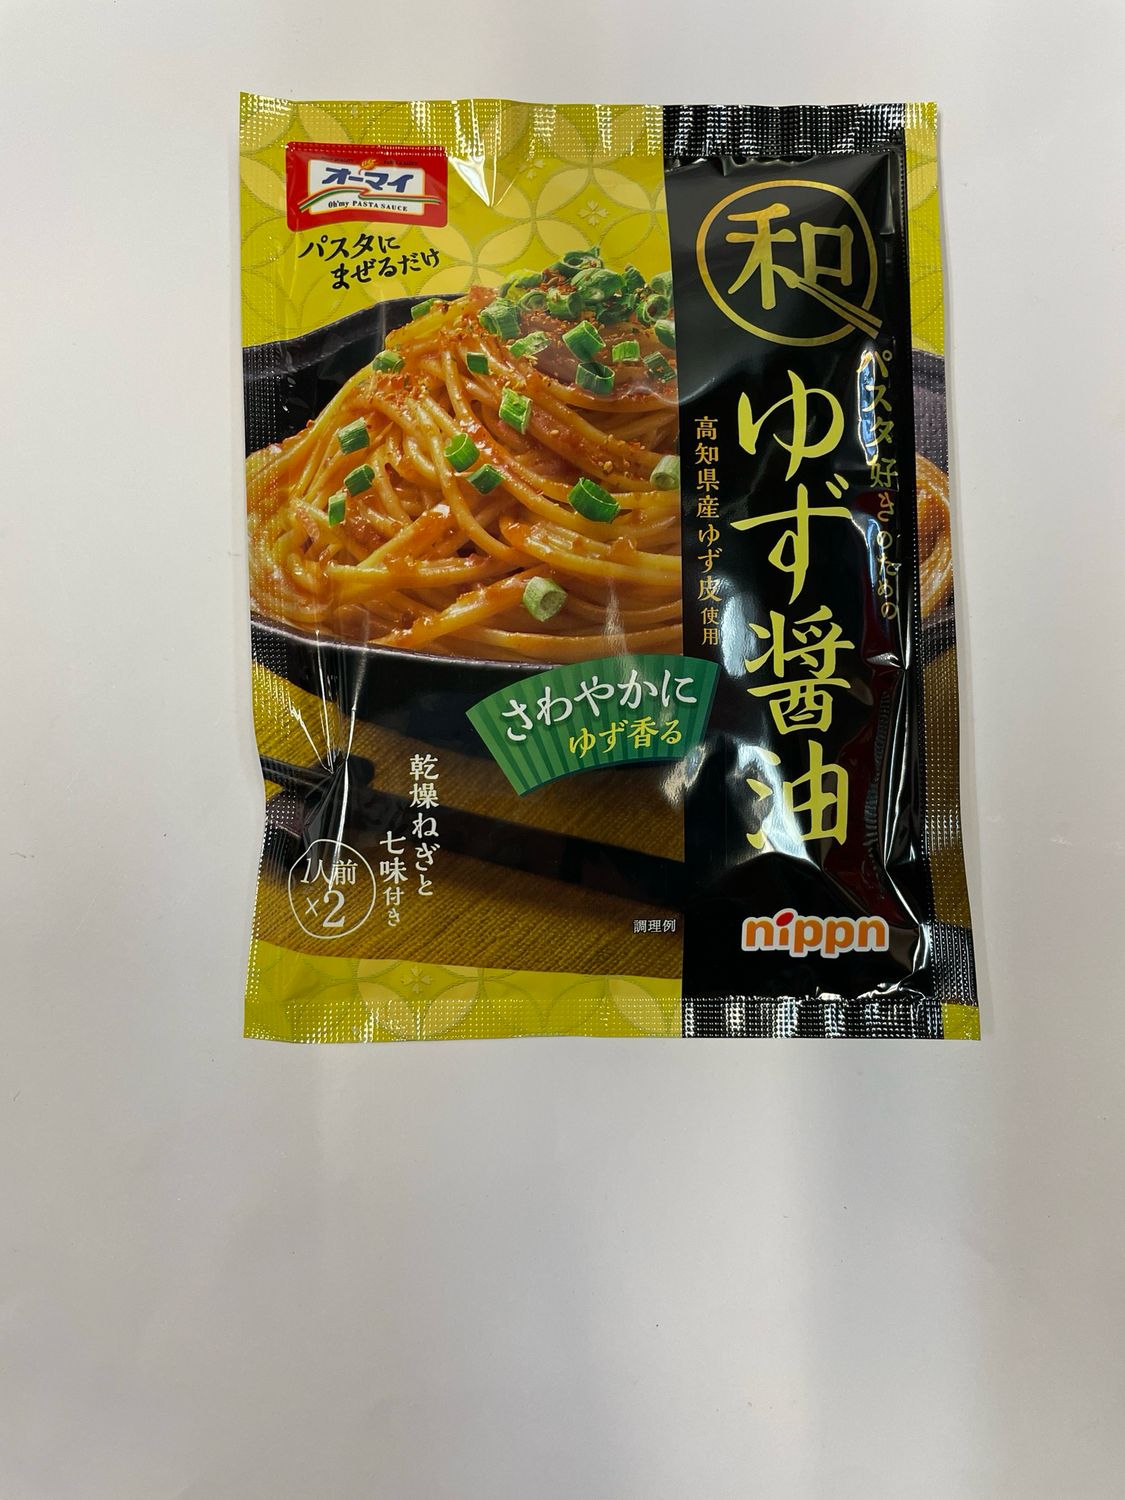 オーマイ
Oh'my PASTA SAUCE
パスタに
まぜるだけ
和
パスタ好きのための
ゆず醤油
高知県産ゆず皮使用
さわやかに
ゆず香る
乾燥ねぎと
七味付き
1人前
×2
調理例
nippn